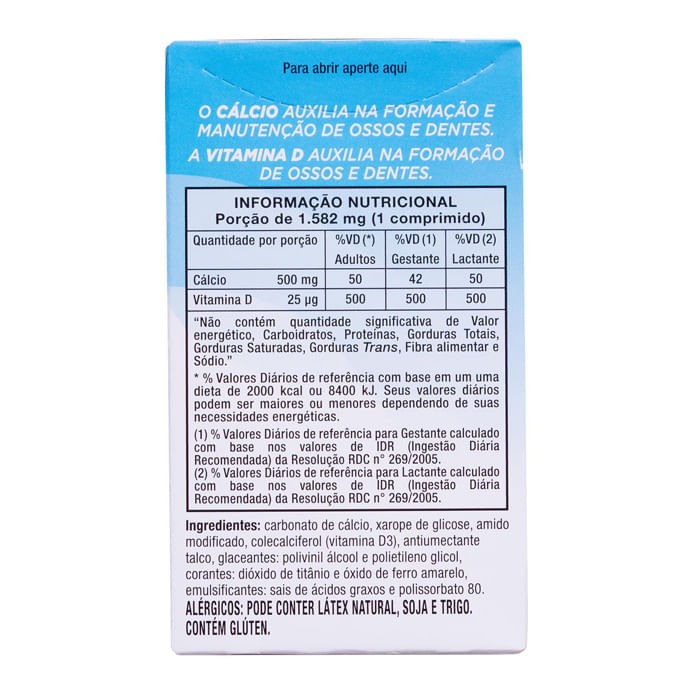 Para abrir aperte aqui
O CÁLCIO AUXILIA NA FORMAÇÃO E
MANUTENÇÃO DE OSSOS E DENTES.
A VITAMINA D AUXILIA NA FORMAÇÃO
DE OSSOS E DENTES.
INFORMAÇÃO NUTRICIONAL
Porção de 1.582 mg (1 comprimido)
Quantidade por porção %VD (*) %VD (1) %VD (2)
Adultos Gestante Lactante
Cálcio 500 mg 50 42 50
Vitamina D 25 µg 500 500 500
"Não contém quantidade significativa de Valor
energético, Carboidratos, Proteínas, Gorduras Totais,
Gorduras Saturadas, Gorduras Trans, Fibra alimentar e
Sódio."
* % Valores Diários de referência com base em um uma
dieta de 2000 kcal ou 8400 kJ. Seus valores diários
podem ser maiores ou menores dependendo de suas
necessidades energéticas.
(1) % Valores Diários de referência para Gestante calculado
com base nos valores de IDR (Ingestão Diária
Recomendada) da Resolução RDC n° 269/2005.
(2) % Valores Diários de referência para Lactante calculado
com base nos valores de IDR (Ingestão Diária
Recomendada) da Resolução RDC n° 269/2005.
Ingredientes: carbonato de cálcio, xarope de glicose, amido
modificado, colecalciferol (vitamina D3), antiumectante
talco, glaceantes: polivinil álcool e polietileno glicol,
corantes: dióxido de titânio e óxido de ferro amarelo,
emulsificantes: sais de ácidos graxos e polissorbato 80.
ALÉRGICOS: PODE CONTER LÁTEX NATURAL, SOJA E TRIGO.
CONTÉM GLÚTEN.